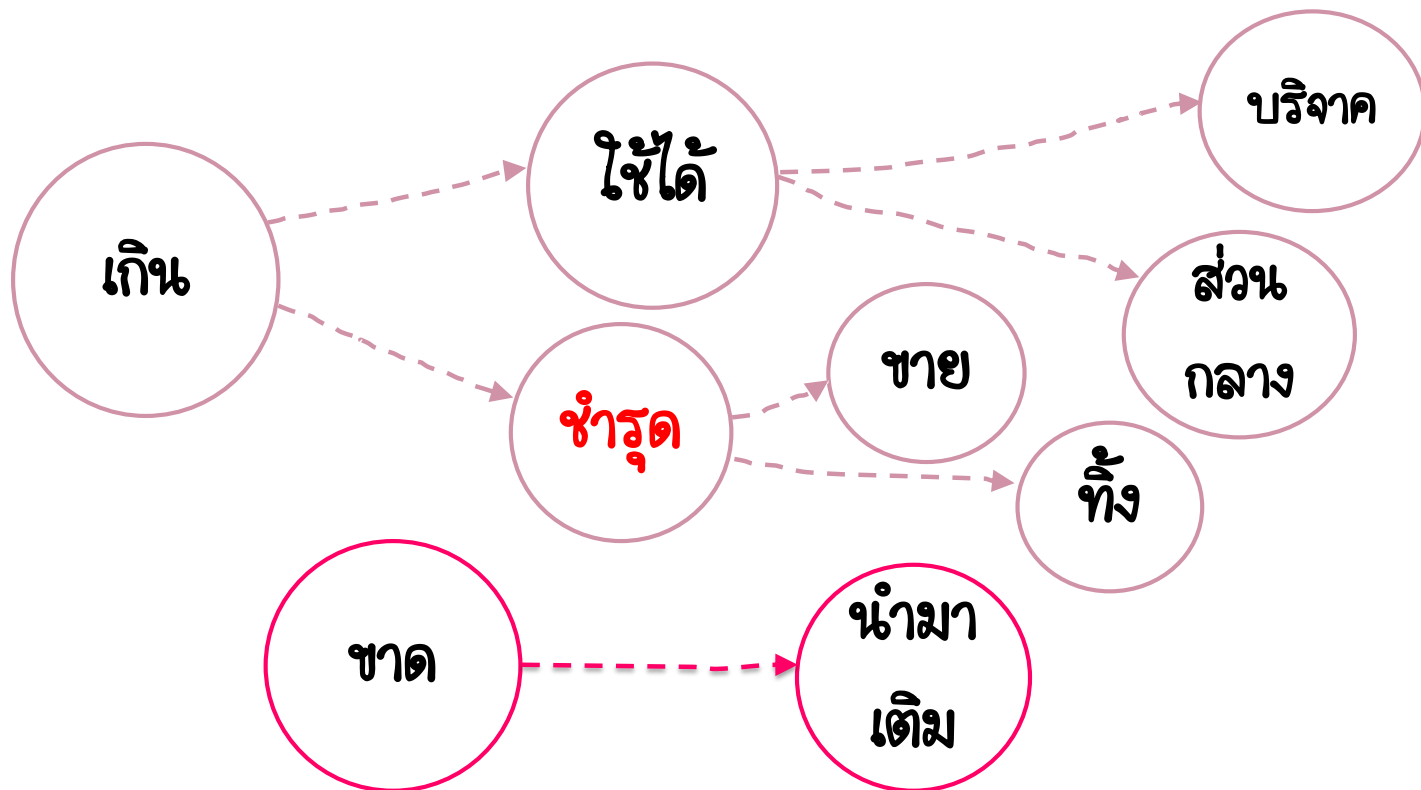 บริจาค
ใช้ได้
เกิน
ส่วน
กลาง
ขาย
ชำรุด
ทิ้ง
นำมา
เติม
ขาด